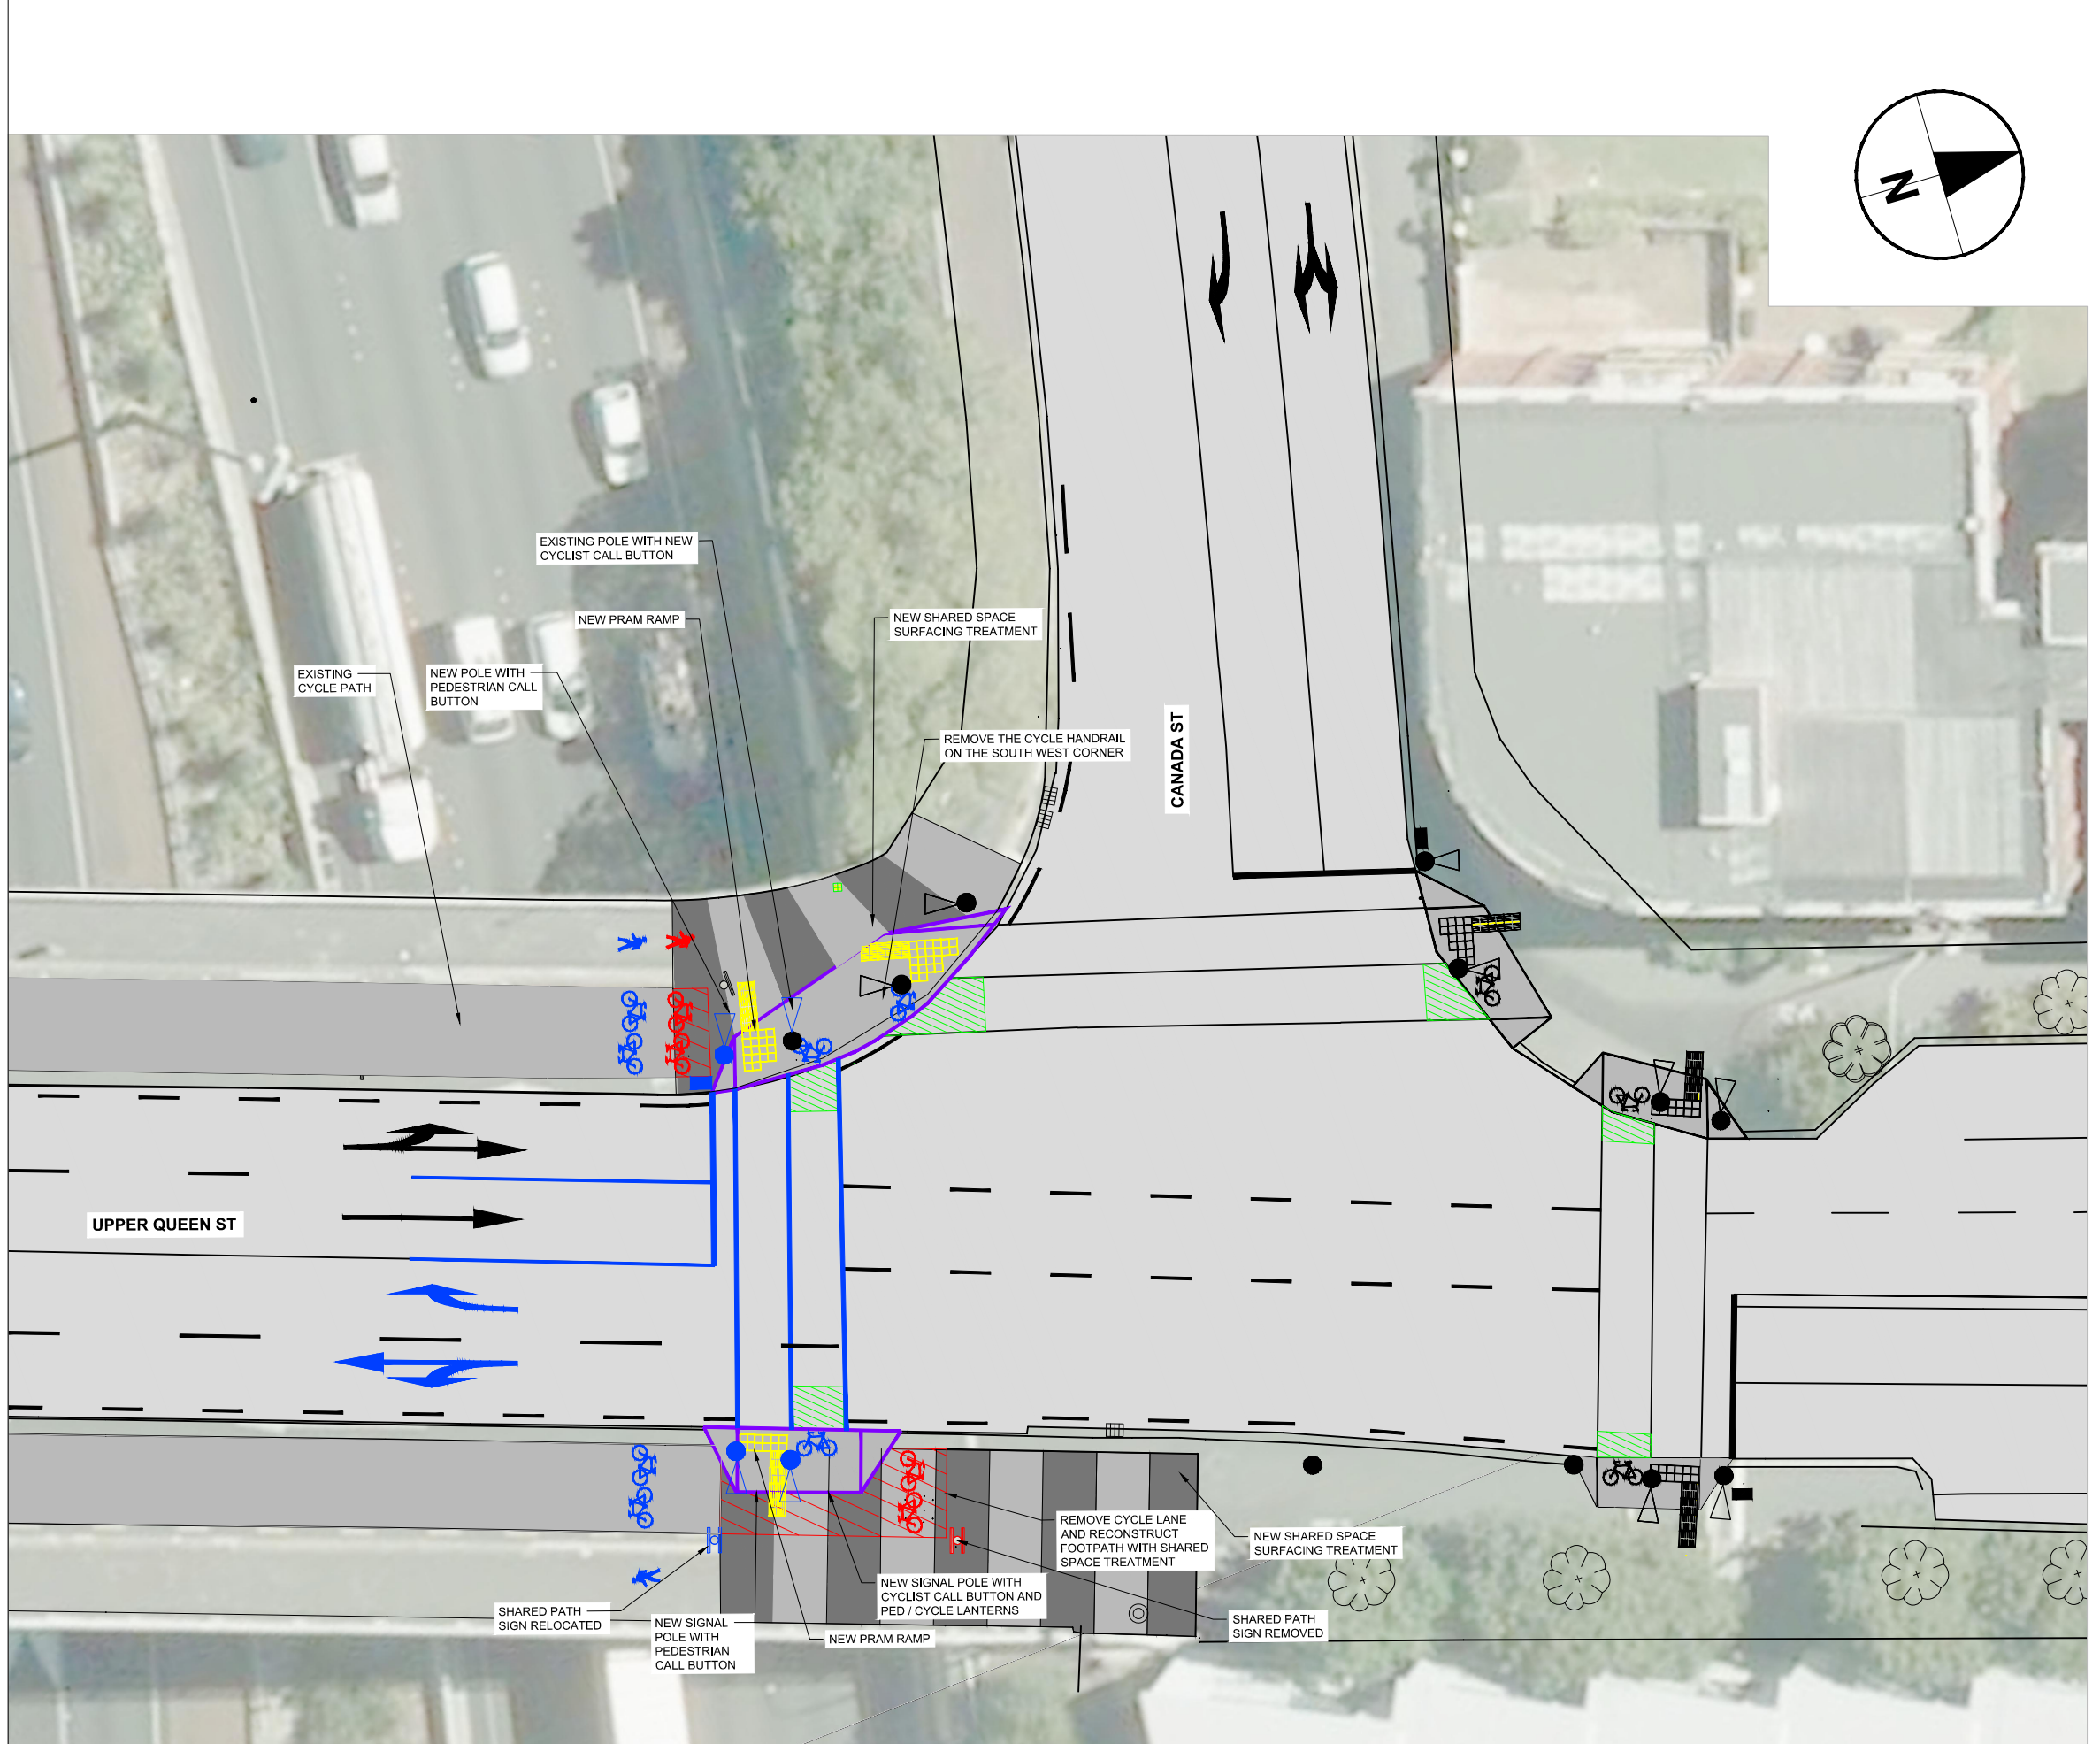 N
EXISTING POLE WITH NEW
CYCLIST CALL BUTTON
NEW PRAM RAMP
NEW SHARED SPACE
SURFACING TREATMENT
EXISTING
CYCLE PATH
NEW POLE WITH
PEDESTRIAN CALL
BUTTON
REMOVE THE CYCLE HANDRAIL
ON THE SOUTH WEST CORNER
CANADA ST
UPPER QUEEN ST
REMOVE CYCLE LANE
AND RECONSTRUCT
FOOTPATH WITH SHARED
SPACE TREATMENT
NEW SHARED SPACE
SURFACING TREATMENT
NEW SIGNAL POLE WITH
CYCLIST CALL BUTTON AND
PED / CYCLE LANTERNS
SHARED PATH
SIGN RELOCATED
NEW SIGNAL
POLE WITH
PEDESTRIAN
CALL BUTTON
NEW PRAM RAMP
SHARED PATH
SIGN REMOVED